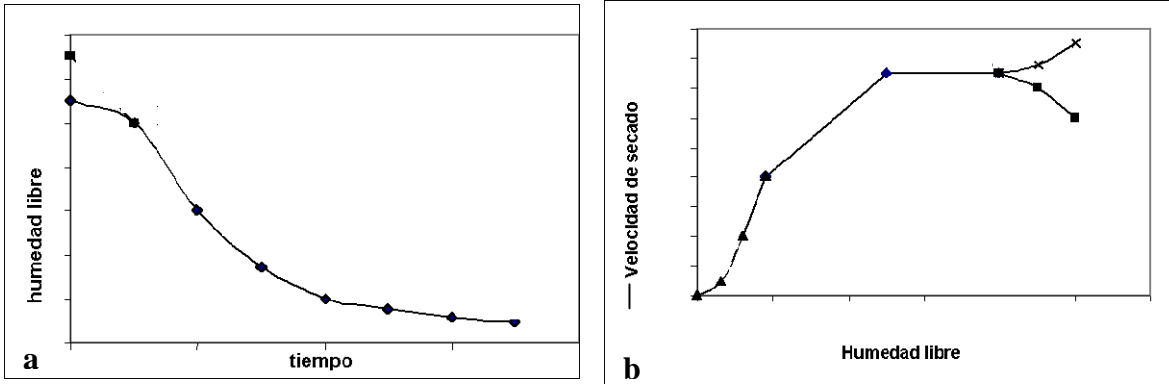 humedad libre
tiempo
a
— Velocidad de secado
Humedad libre
b